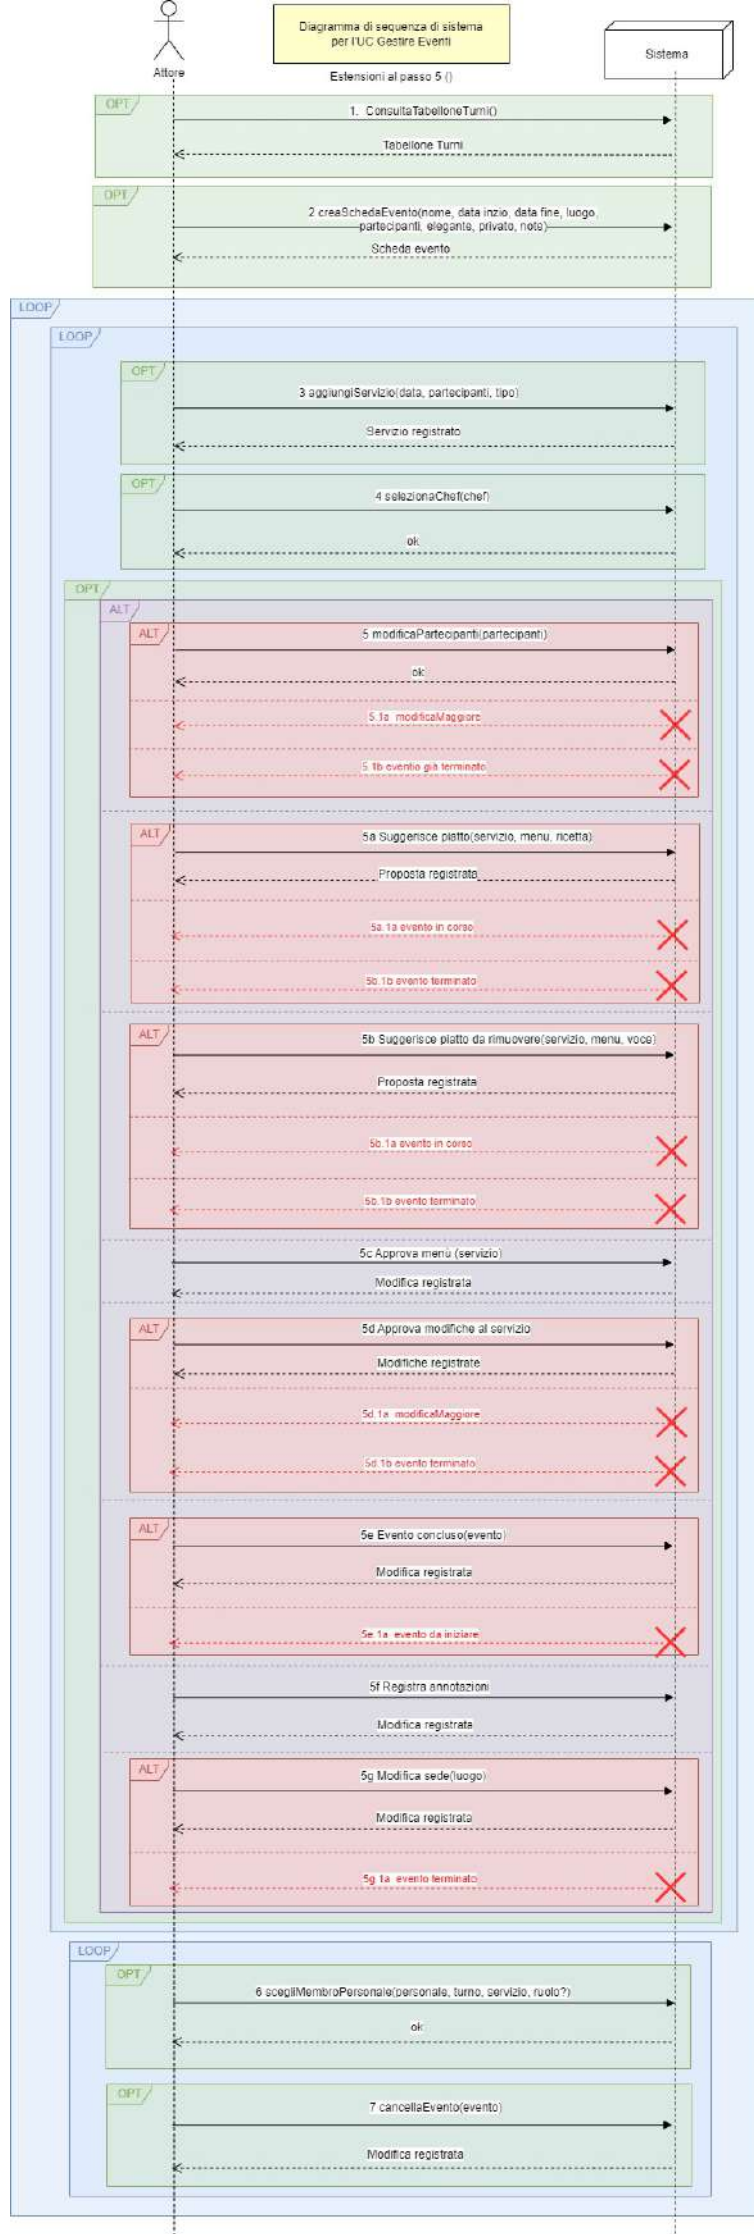 Diagramma di sequenza di sistema
per l'UC Gestire Eventi
Attore
Sistema
Estensioni al passo 5 ()
OPT
1. ConsultaTabelloneTurni()
Tabellone Turni
OPT
2 creaSchedaEvento(nome, data inzio, data fine, luogo,
partecipanti, elegante, privato, note)
Scheda evento
LOOP
LOOP
OPT
3 aggiungiServizio(data, partecipanti, tipo)
Servizio registrato
OPT
4 selezionaChef(chef)
ok
OPT
ALT
ALT
5 modificaPartecipanti(partecipanti)
ok
5.1a modificaMaggiore
5.1b eventio già terminato
ALT
5a Suggerisce piatto(servizio, menu, ricetta)
Proposta registrata
5a.1a evento in corso
5b.1b evento terminato
ALT
5b Suggerisce piatto da rimuovere(servizio, menu, voce)
Proposta registrata
5b.1a evento in corso
5b.1b evento terminato
5c Approva menù (servizio)
Modifica registrata
ALT
5d Approva modifiche al servizio
Modifiche registrate
5d.1a modificaMaggiore
5d.1b evento terminato
ALT
5e Evento concluso(evento)
Modifica registrata
5e.1a evento da iniziare
5f Registra annotazioni
Modifica registrata
ALT
5g Modifica sede(luogo)
Modifica registrata
5g.1a evento terminato
LOOP
OPT
6 scegliMembroPersonale(personale, turno, servizio, ruolo?)
ok
OPT
7 cancellaEvento(evento)
Modifica registrata